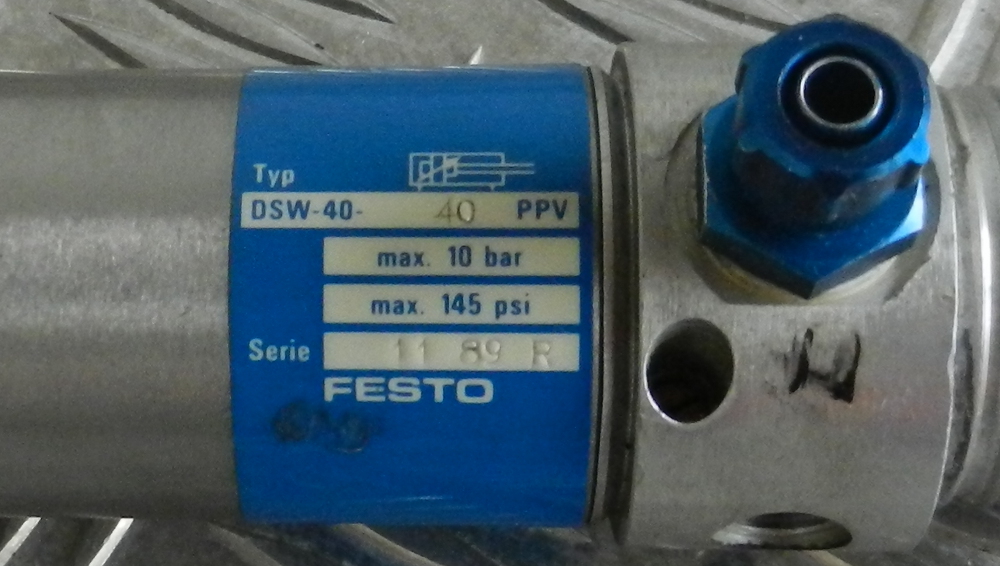 Typ
DSW-40- 40 PPV
max. 10 bar
max. 145 psi
Serie 11 89 R
FESTO
H